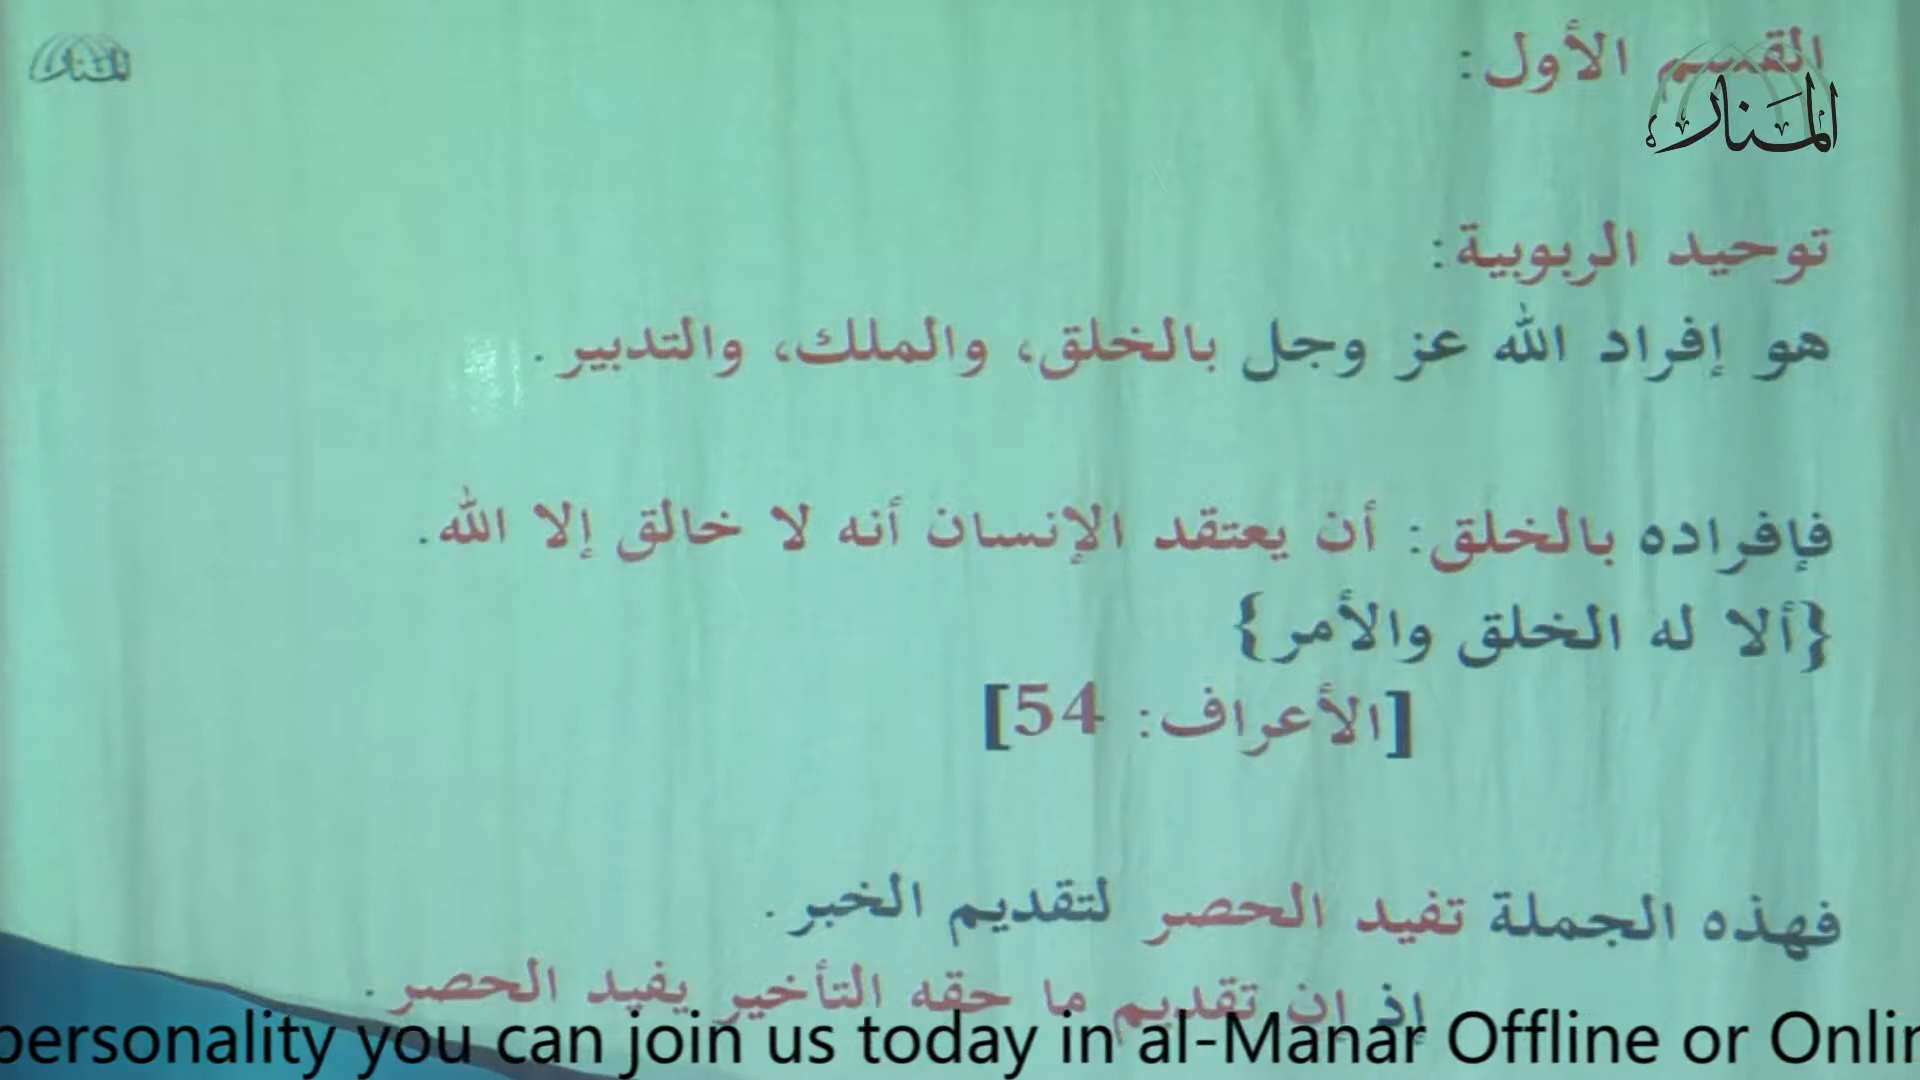 القسم الأول:
المنار
المنار
توحيد الربوبية:
هو إفراد الله عز وجل بالخلق، والملك، والتدبير.
فإفراده بالخلق: أن يعتقد الإنسان أنه لا خالق إلا الله.
{ألا له الخلق والأمر}
[الأعراف: 54]
فهذه الجملة تفيد الحصر لتقديم الخبر.
إذ إن تقديم ما حقه التأخير يفيد الحصر.
personality you can join us today in al-Manar Offline or Onlin